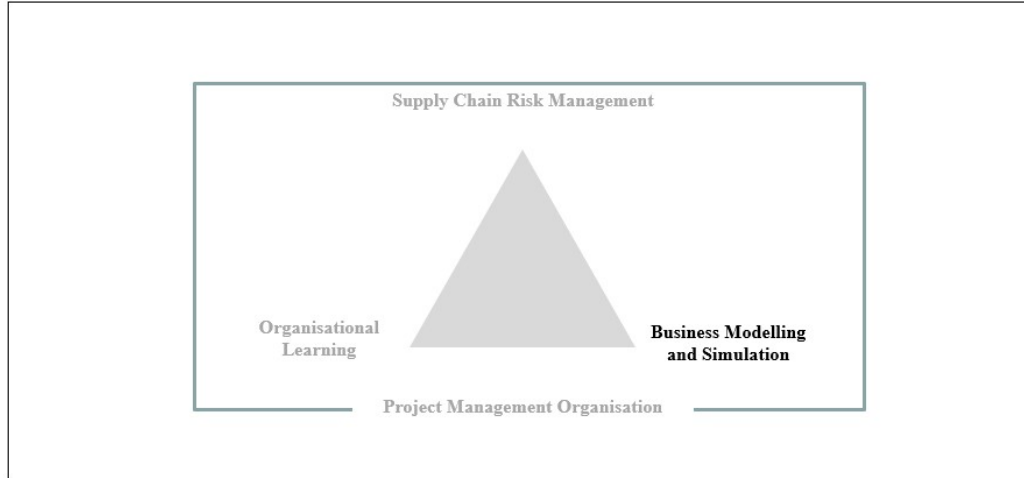 Supply Chain Risk Management
Organisational
Learning
Business Modelling
and Simulation
Project Management Organisation